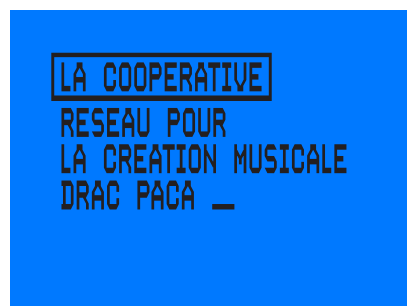 LA COOPERATIVE
RESEAU POUR
LA CREATION MUSICALE
DRAC PACA _